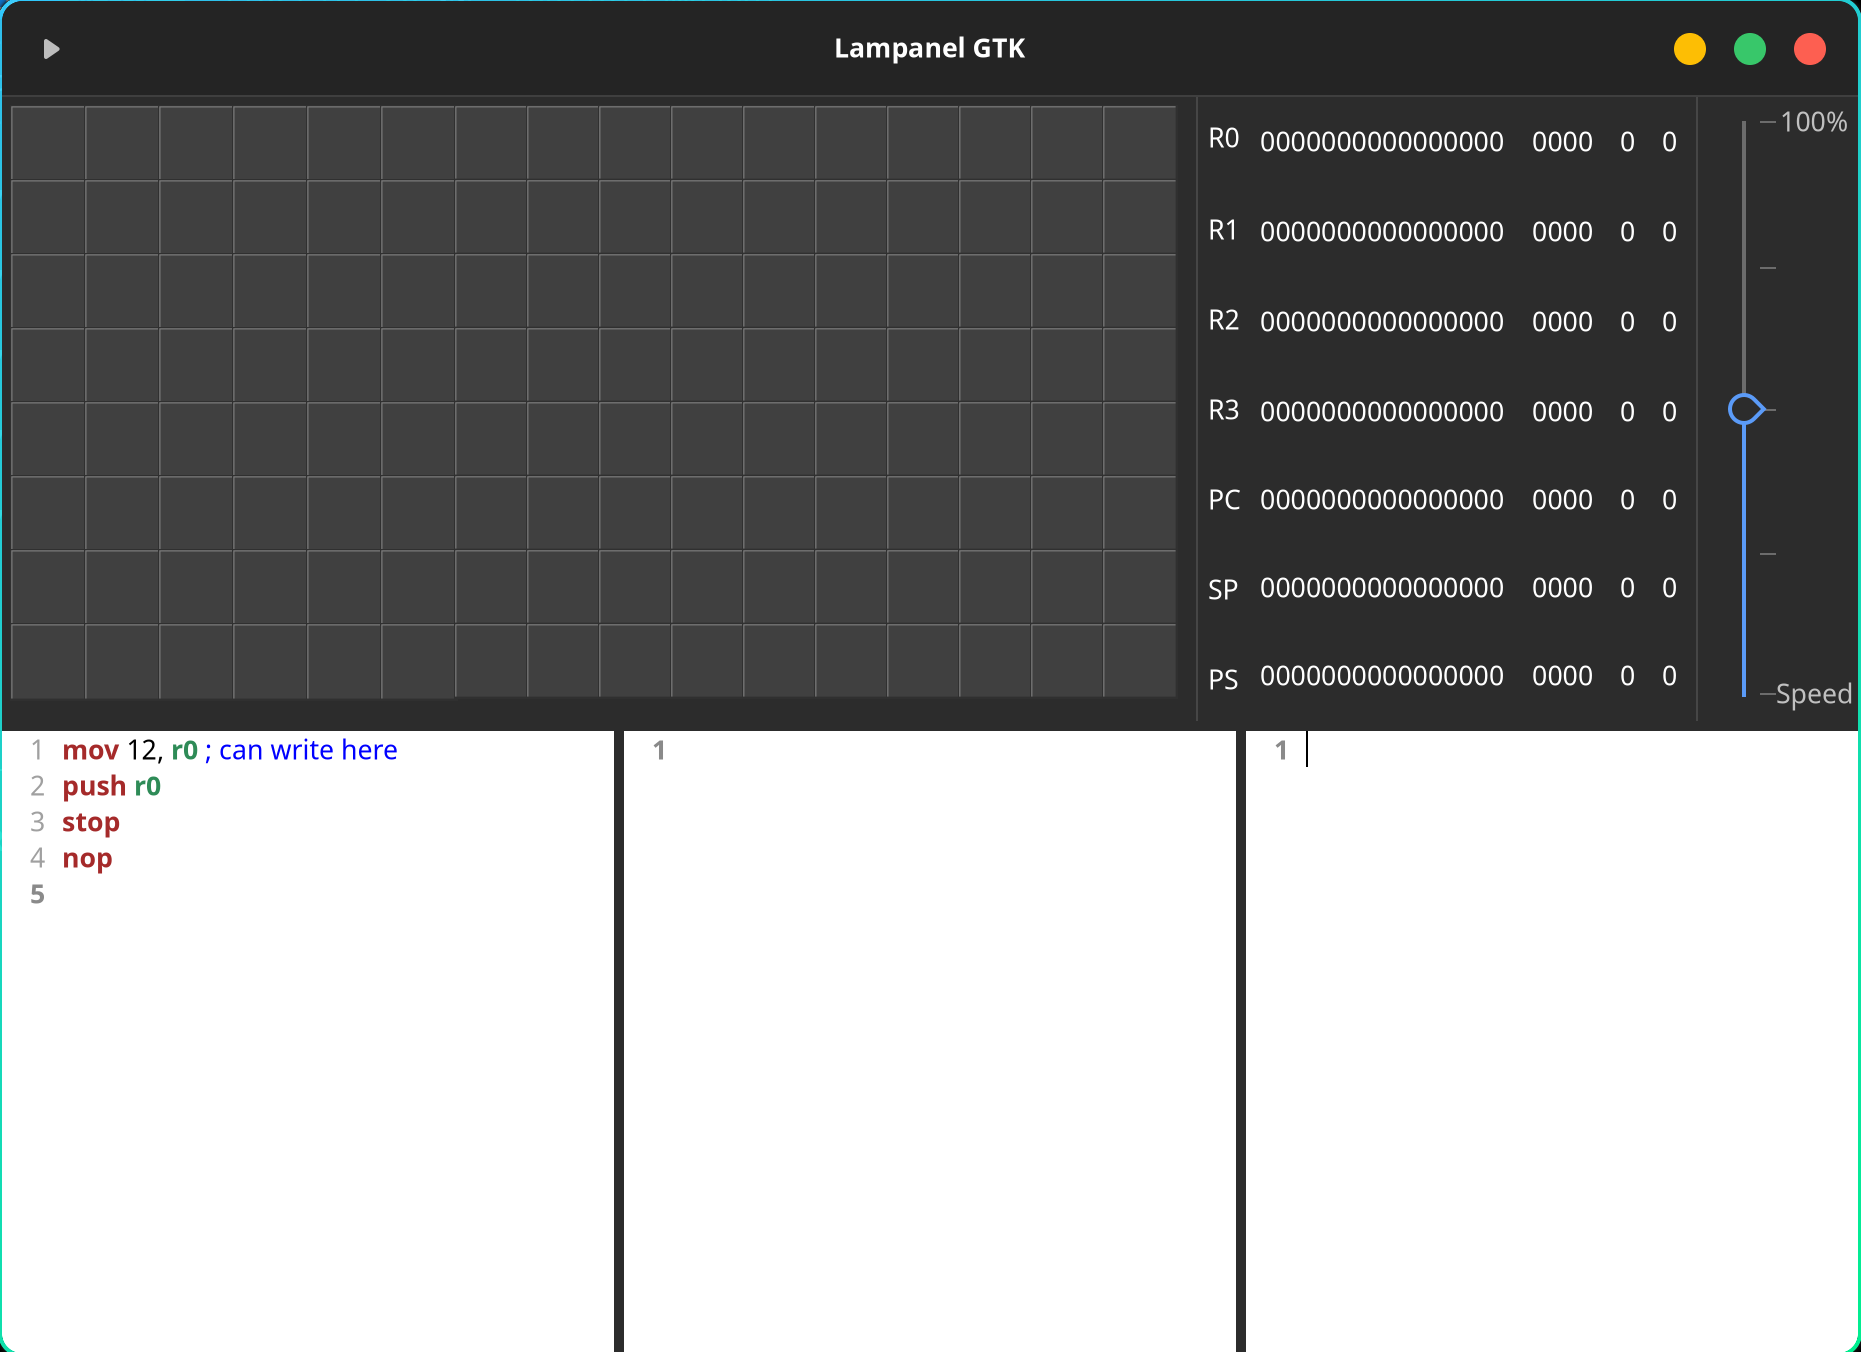 Lampanel GTK
R0 0000000000000000 0000 0 0
R1 0000000000000000 0000 0 0
R2 0000000000000000 0000 0 0
R3 0000000000000000 0000 0 0
PC 0000000000000000 0000 0 0
SP 0000000000000000 0000 0 0
PS 0000000000000000 0000 0 0
100%
Speed
1 mov 12, r0 ; can write here
2 push r0
3 stop
4 nop
5
1
1